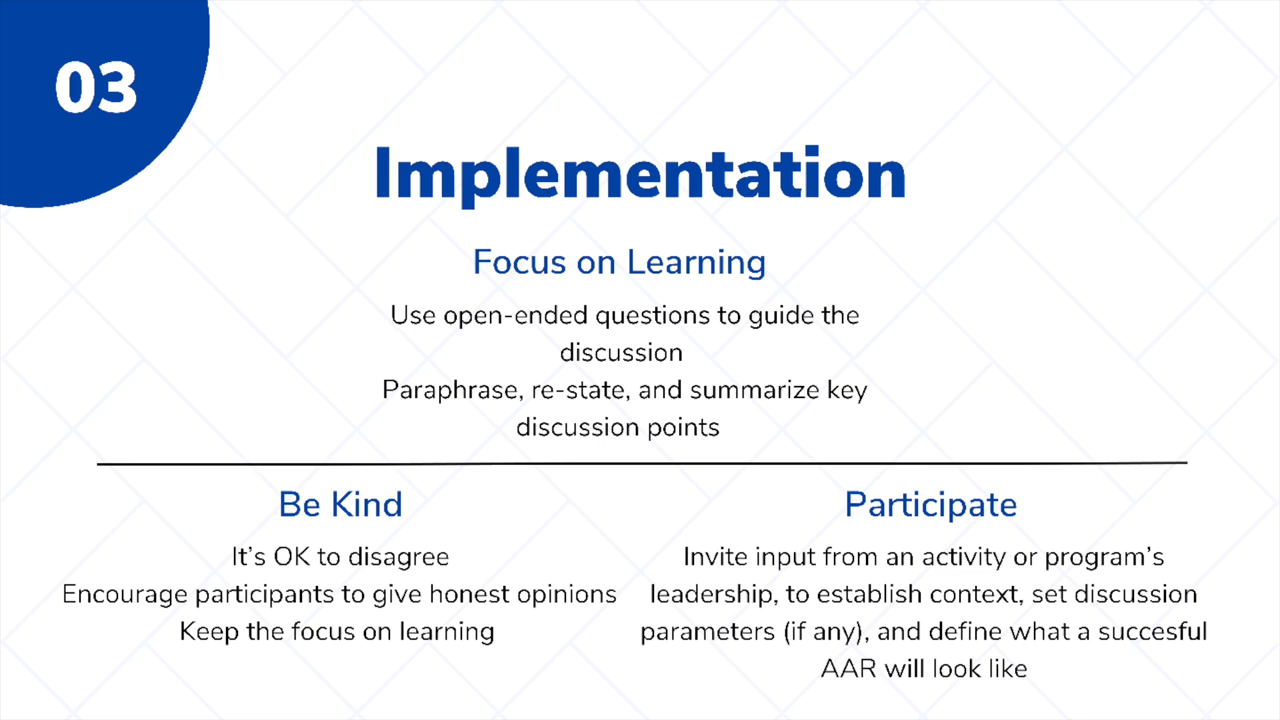 03
Implementation
Focus on Learning
Use open-ended questions to guide the
discussion
Paraphrase, re-state, and summarize key
discussion points
Be Kind
It’s OK to disagree
Encourage participants to give honest opinions
Keep the focus on learning
Participate
Invite input from an activity or program’s
leadership, to establish context, set discussion
parameters (if any), and define what a succesful
AAR will look like